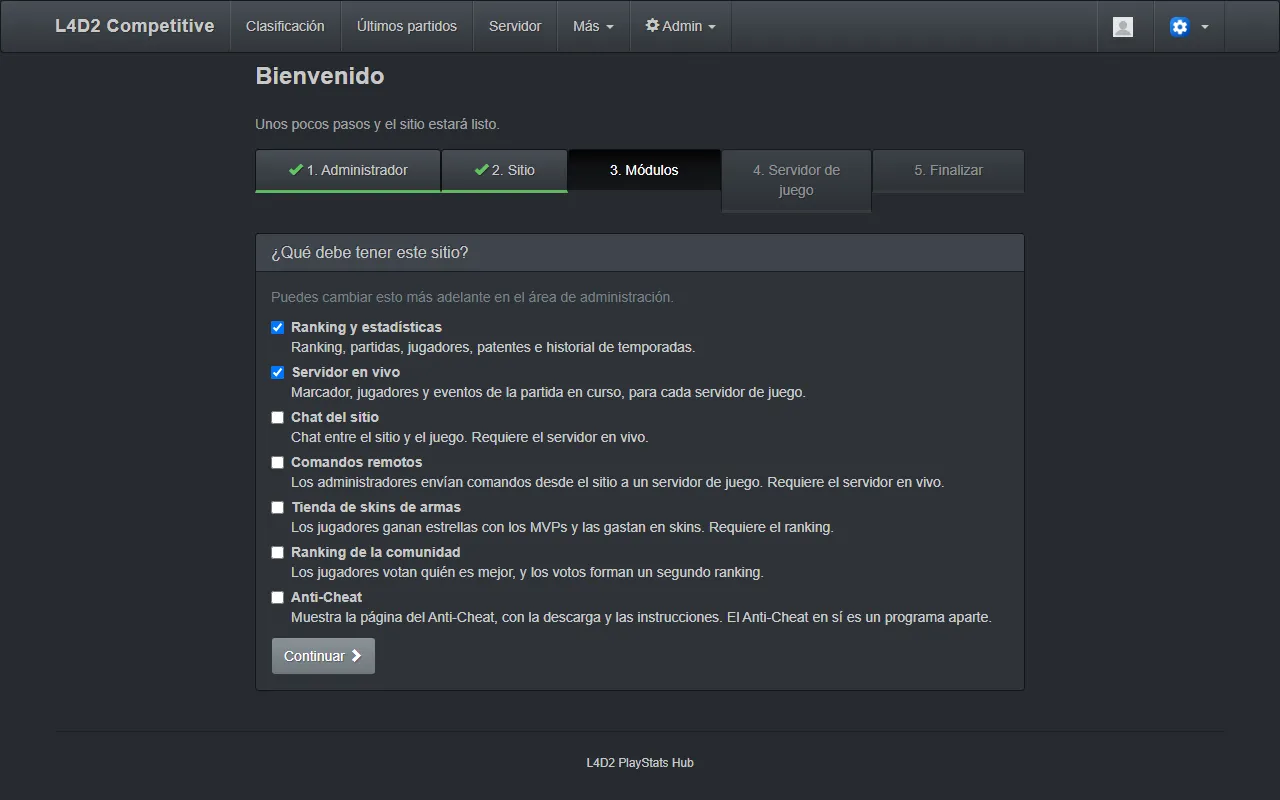 L4D2 Competitive
Clasificación
Últimos partidos
Servidor
Más
Admin
Bienvenido
Unos pocos pasos y el sitio estará listo.
1. Administrador
2. Sitio
3. Módulos
4. Servidor de
juego
5. Finalizar
¿Qué debe tener este sitio?
Puedes cambiar esto más adelante en el área de administración.
Ranking y estadísticas
Ranking, partidas, jugadores, patentes e historial de temporadas.
Servidor en vivo
Marcador, jugadores y eventos de la partida en curso, para cada servidor de juego.
Chat del sitio
Chat entre el sitio y el juego. Requiere el servidor en vivo.
Comandos remotos
Los administradores envían comandos desde el sitio a un servidor de juego. Requiere el servidor en vivo.
Tienda de skins de armas
Los jugadores ganan estrellas con los MVPs y las gastan en skins. Requiere el ranking.
Ranking de la comunidad
Los jugadores votan quién es mejor, y los votos forman un segundo ranking.
Anti-Cheat
Muestra la página del Anti-Cheat, con la descarga y las instrucciones. El Anti-Cheat en sí es un programa aparte.
Continuar
L4D2 PlayStats Hub